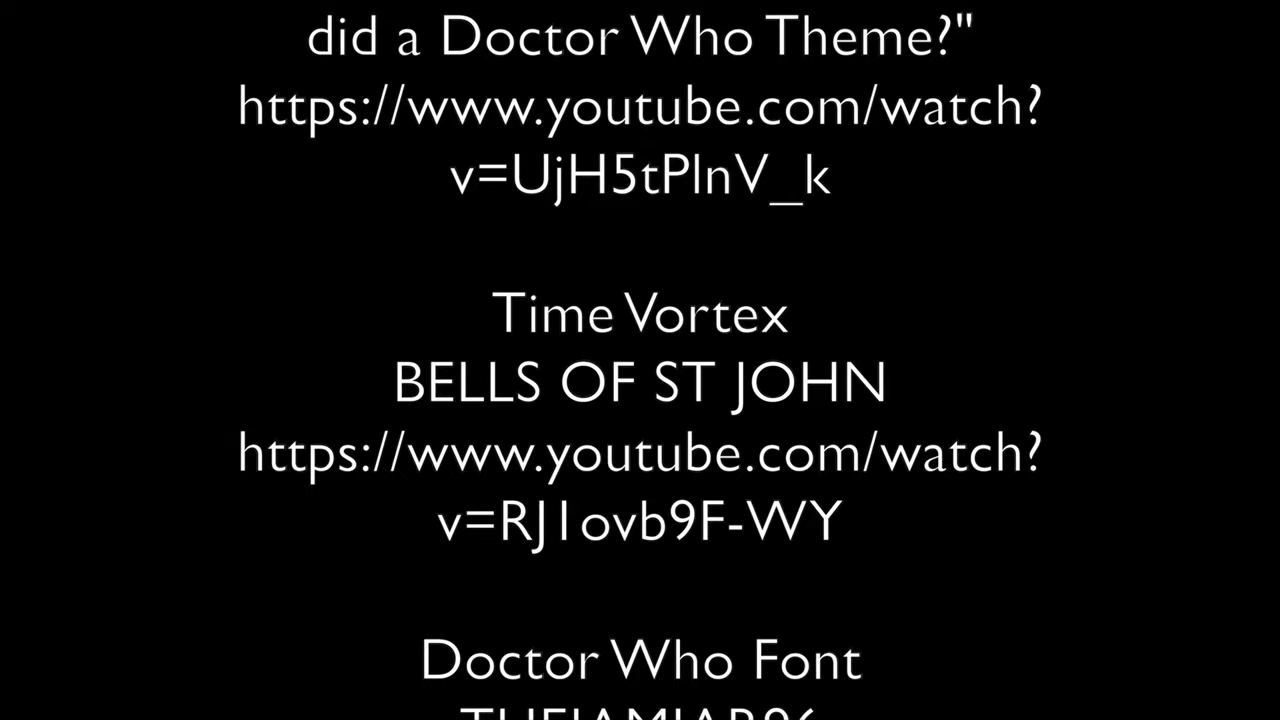 did a Doctor Who Theme?"
https://www.youtube.com/watch?
v=UjH5tPlnV_k
Time Vortex
BELLS OF ST JOHN
https://www.youtube.com/watch?
v=RJ1ovb9F-WY
Doctor Who Font